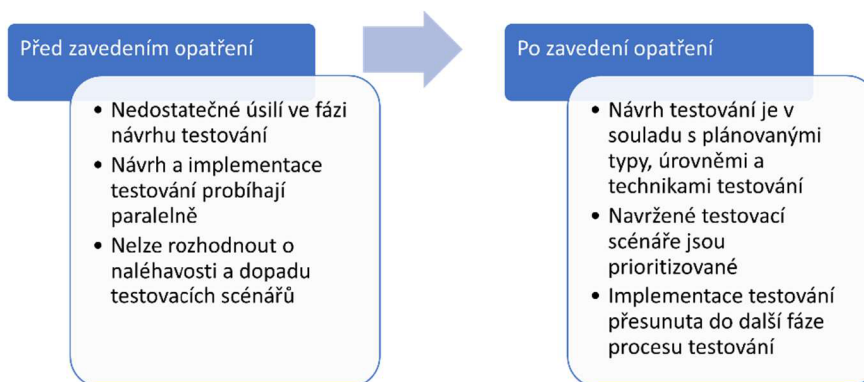 Před zavedením opatření
• Nedostatečné úsilí ve fázi
návrhu testování
• Návrh a implementace
testování probíhají
paralelně
• Nelze rozhodnout o
naléhavosti a dopadu
testovacích scénářů
Po zavedení opatření
• Návrh testování je v
souladu s plánovanými
typy, úrovněmi a
technikami testování
• Navržené testovací
scénáře jsou
prioritizované
• Implementace testování
přesunuta do další fáze
procesu testování